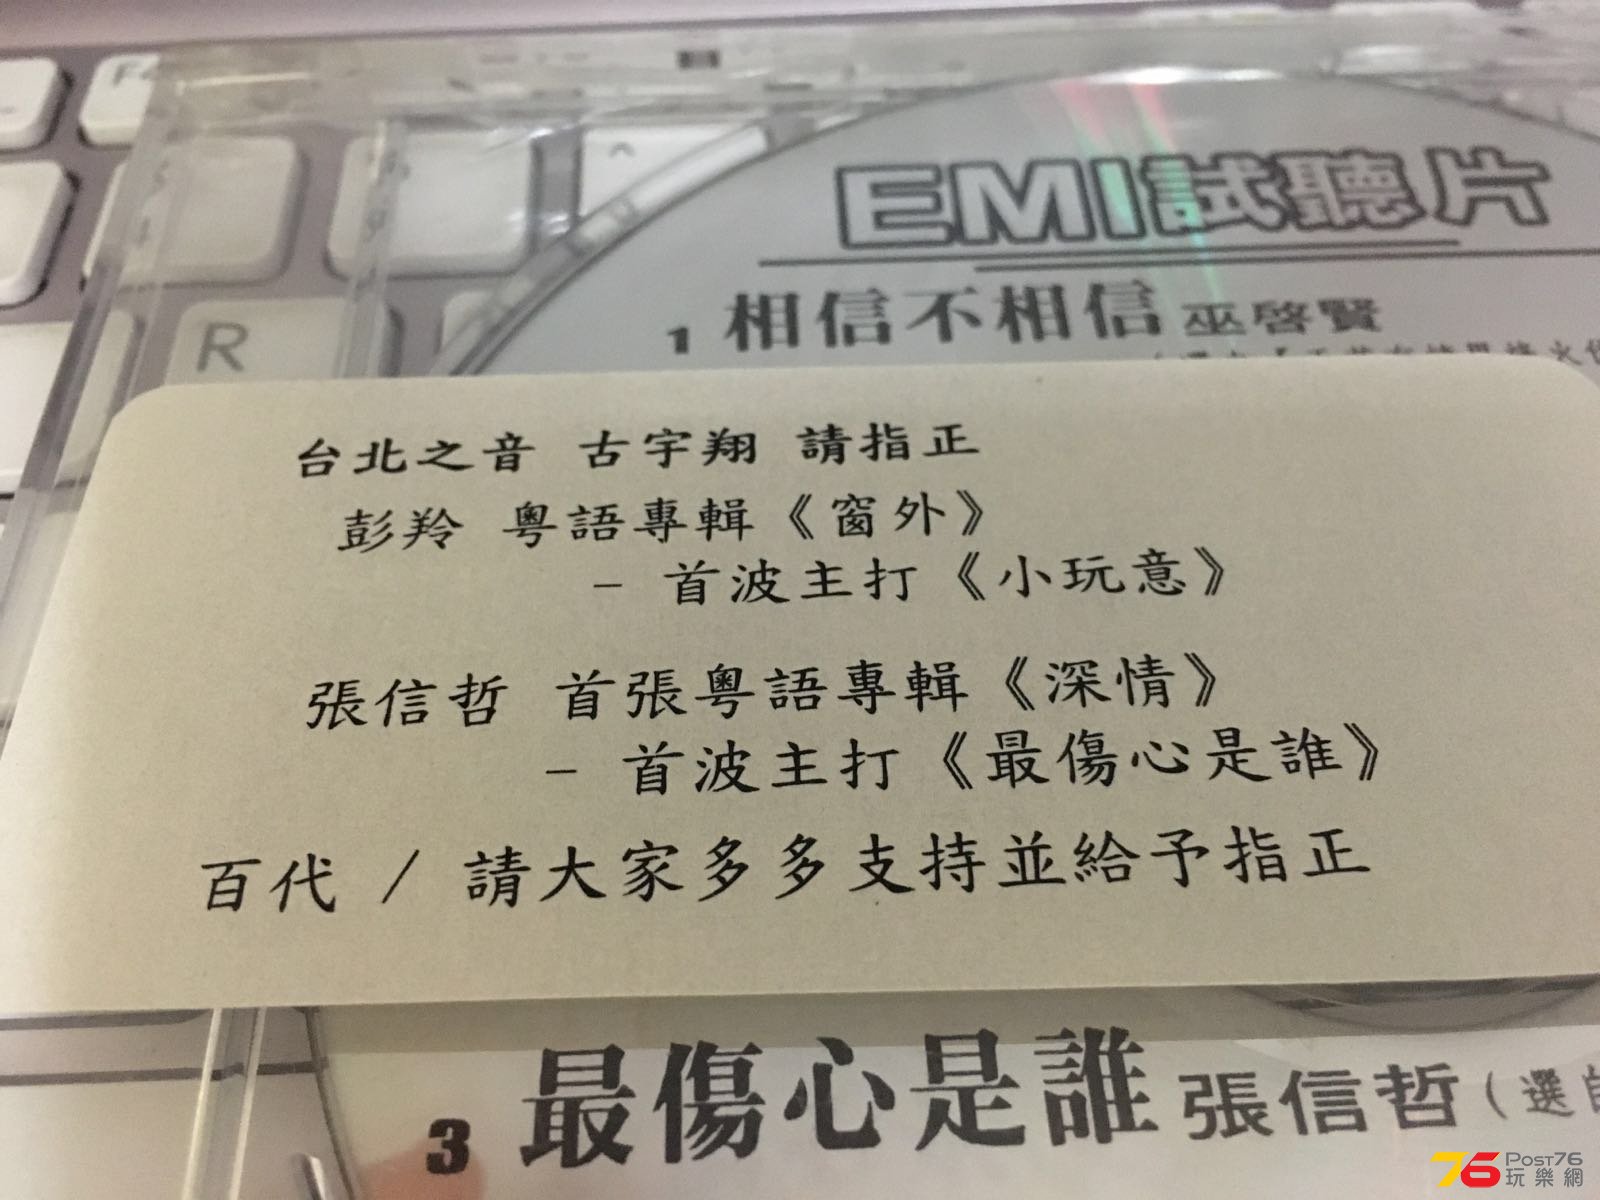 EMI試聽片
1 相信不相信 巫啓賢
台北之音 古宇翔 請指正
彭羚 粵語專輯《窗外》
- 首波主打《小玩意》
張信哲 首張粵語專輯《深情》
- 首波主打《最傷心是誰》
百代 / 請大家多多支持並給予指正
3 最傷心是誰 張信哲（選自
R
76 POST76
玩樂網